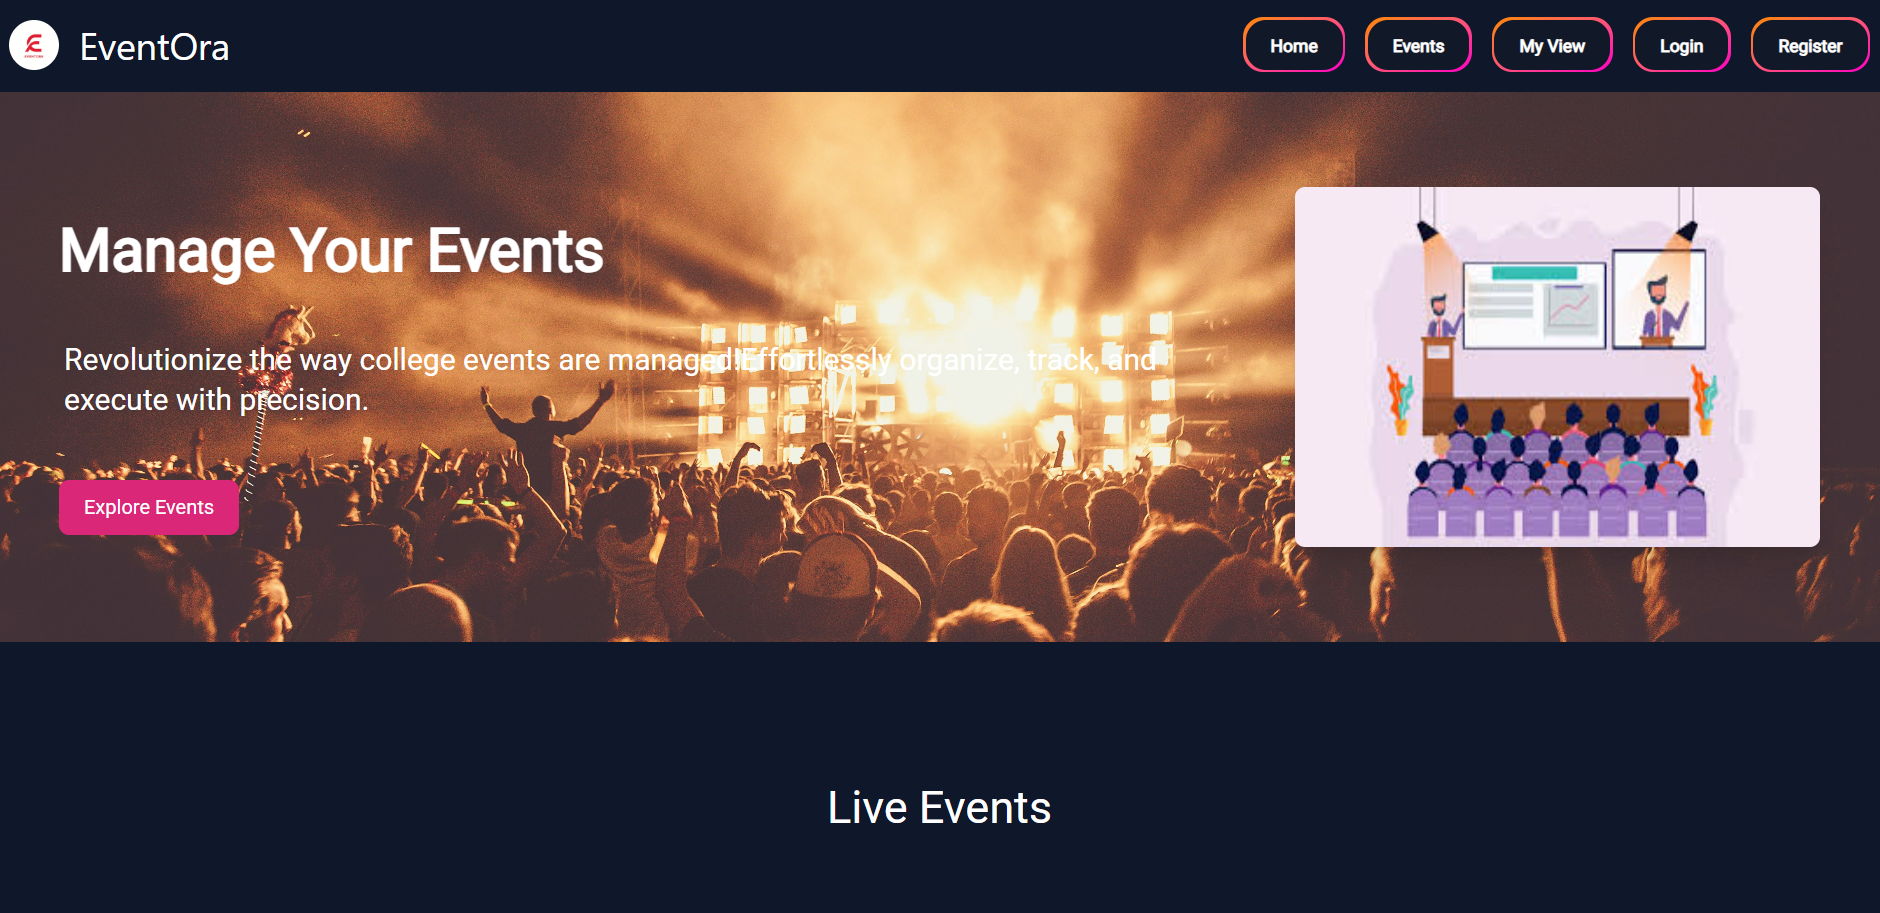 EVENTORA
EventOra
Home
Events
My View
Login
Register
Manage Your Events
Revolutionize the way college events are managed!Effortlessly organize, track, and
execute with precision.
Explore Events
Live Events